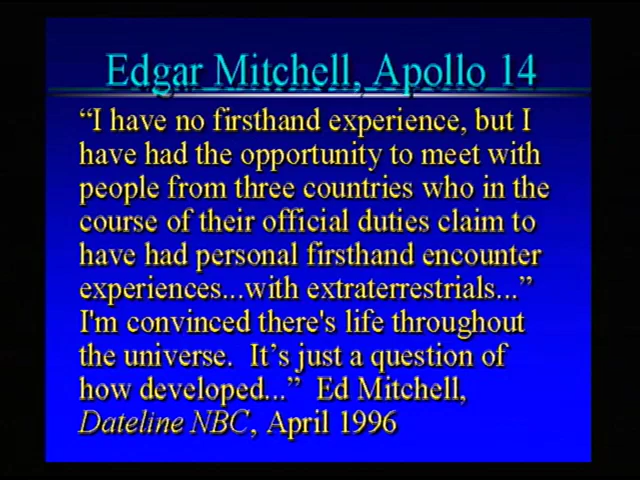 Edgar Mitchell, Apollo 14
“I have no firsthand experience, but I
have had the opportunity to meet with
people from three countries who in the
course of their official duties claim to
have had personal firsthand encounter
experiences...with extraterrestrials...”
I'm convinced there's life throughout
the universe.  It’s just a question of
how developed...”  Ed Mitchell,
Dateline NBC, April 1996